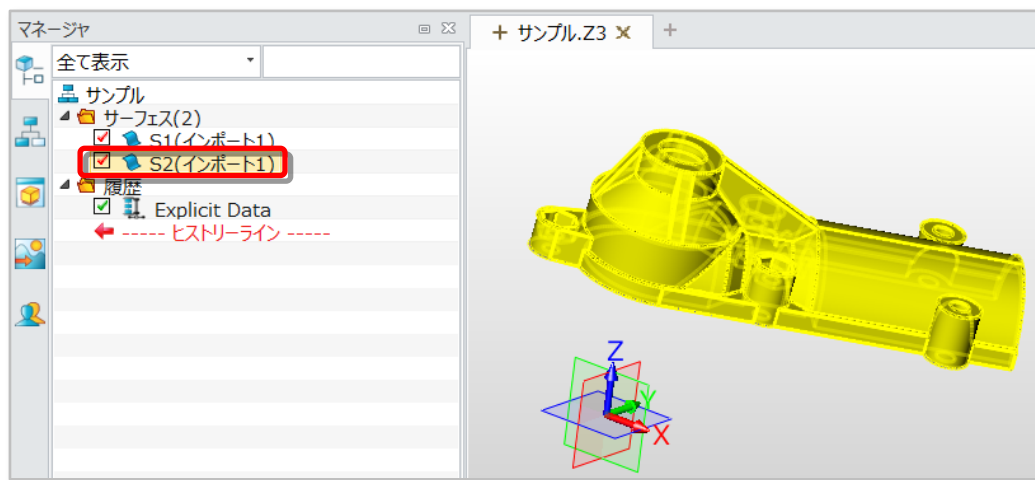 マネージャ
サンプル.Z3
全て表示
サンプル
サーフェス(2)
S1(インポート1)
S2(インポート1)
履歴
Explicit Data
----- ヒストリーライン -----
Z
Y
X